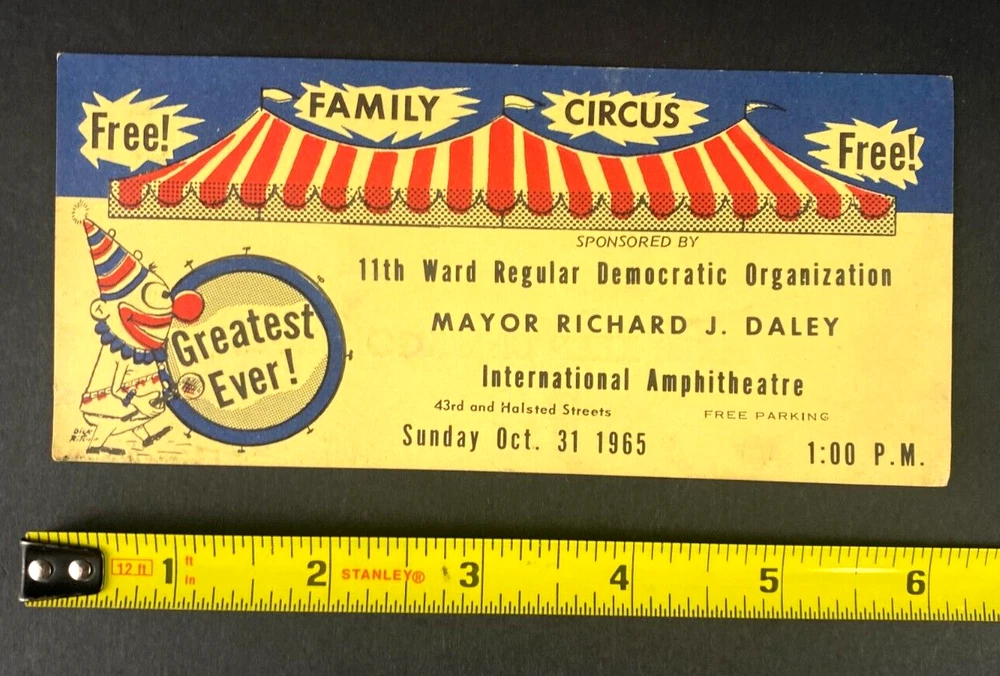 Free!
FAMILY CIRCUS
Free!
SPONSORED BY
11th Ward Regular Democratic Organization
MAYOR RICHARD J. DALEY
Greatest
Ever!
International Amphitheatre
43rd and Halsted Streets
FREE PARKING
Sunday Oct. 31 1965
1:00 P.M.
12 ft 1 ft 2 STANLEY® 3 4 5 6
in